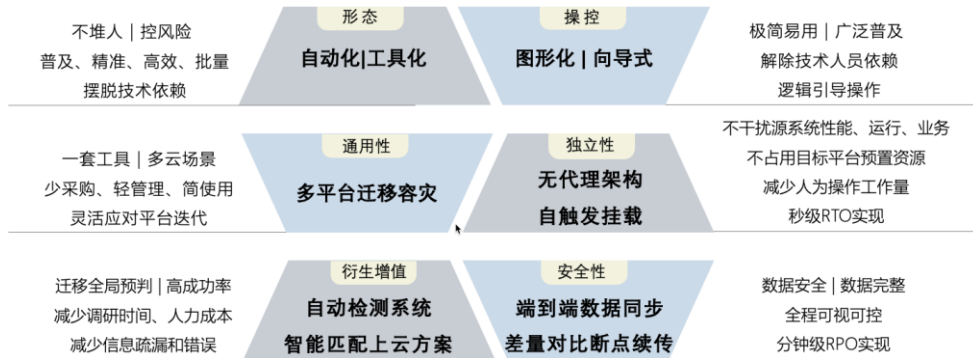 形态
自动化|工具化
不堆人 | 控风险
普及、精准、高效、批量
摆脱技术依赖
操控
图形化 | 向导式
极简易用 | 广泛普及
解除技术人员依赖
逻辑引导操作
通用性
多平台迁移容灾
一套工具 | 多云场景
少采购、轻管理、简使用
灵活应对平台迭代
独立性
无代理架构
自触发挂载
不干扰源系统性能、运行、业务
不占用目标平台预置资源
减少人为操作工作量
秒级RTO实现
衍生增值
自动检测系统
智能匹配上云方案
迁移全局预判 | 高成功率
减少调研时间、人力成本
减少信息疏漏和错误
安全性
端到端数据同步
差量对比断点续传
数据安全 | 数据完整
全程可视可控
分钟级RPO实现